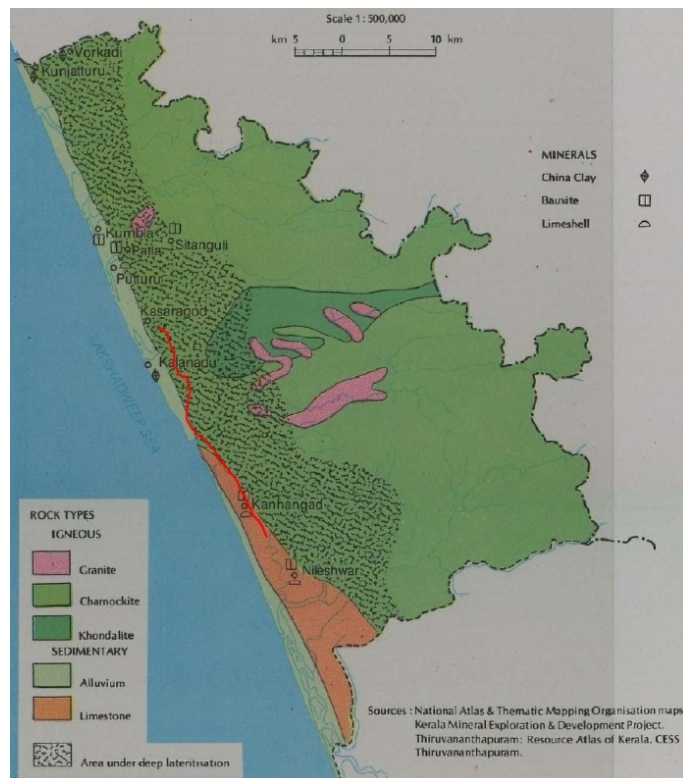 Scale 1 : 500,000
km 5 0 5 10 km
Vorkadi
Kunjatturu
MINERALS
China Clay
Bauxite
Limeshell
Kumbla
Patla
Sitanguli
Putturu
Kasaragod
Kalanadu
LAKSHADWEEP SEA
Kanhangad
Nileshwar
ROCK TYPES
IGNEOUS
Granite
Charnockite
Khondalite
SEDIMENTARY
Alluvium
Limestone
Area under deep lateritisation
Sources : National Atlas & Thematic Mapping Organisation maps
Kerala Mineral Exploration & Development Project,
Thiruvananthapuram: Resource Atlas of Kerala, CESS
Thiruvananthapuram.